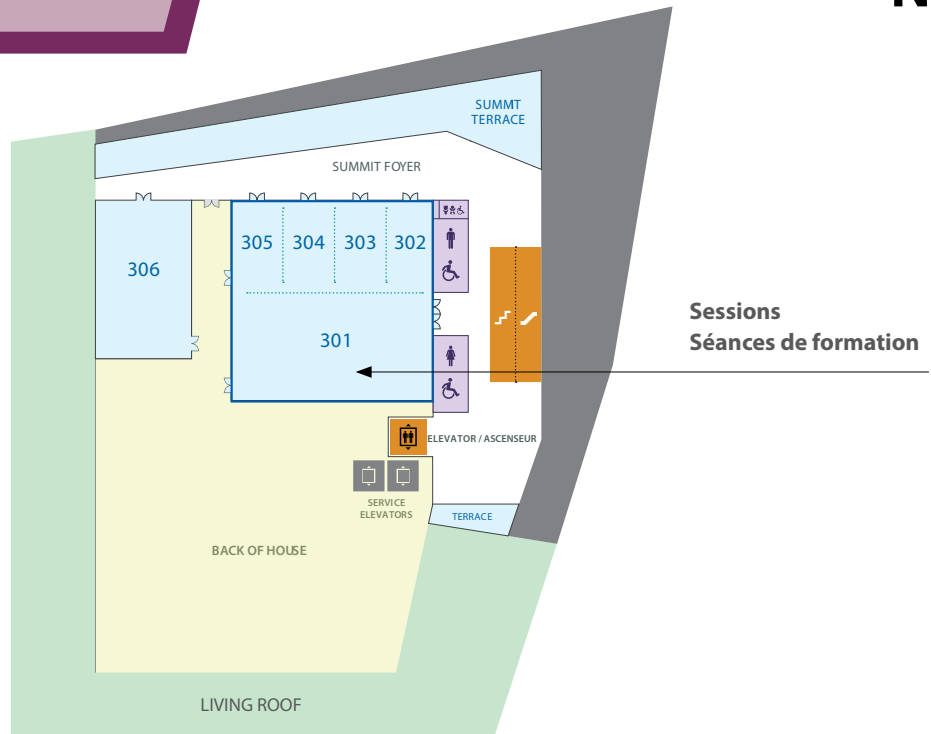 SUMMIT
TERRACE
SUMMIT FOYER
305
304
303
302
306
301
Sessions
Séances de formation
ELEVATOR / ASCENSEUR
SERVICE
ELEVATORS
TERRACE
BACK OF HOUSE
LIVING ROOF